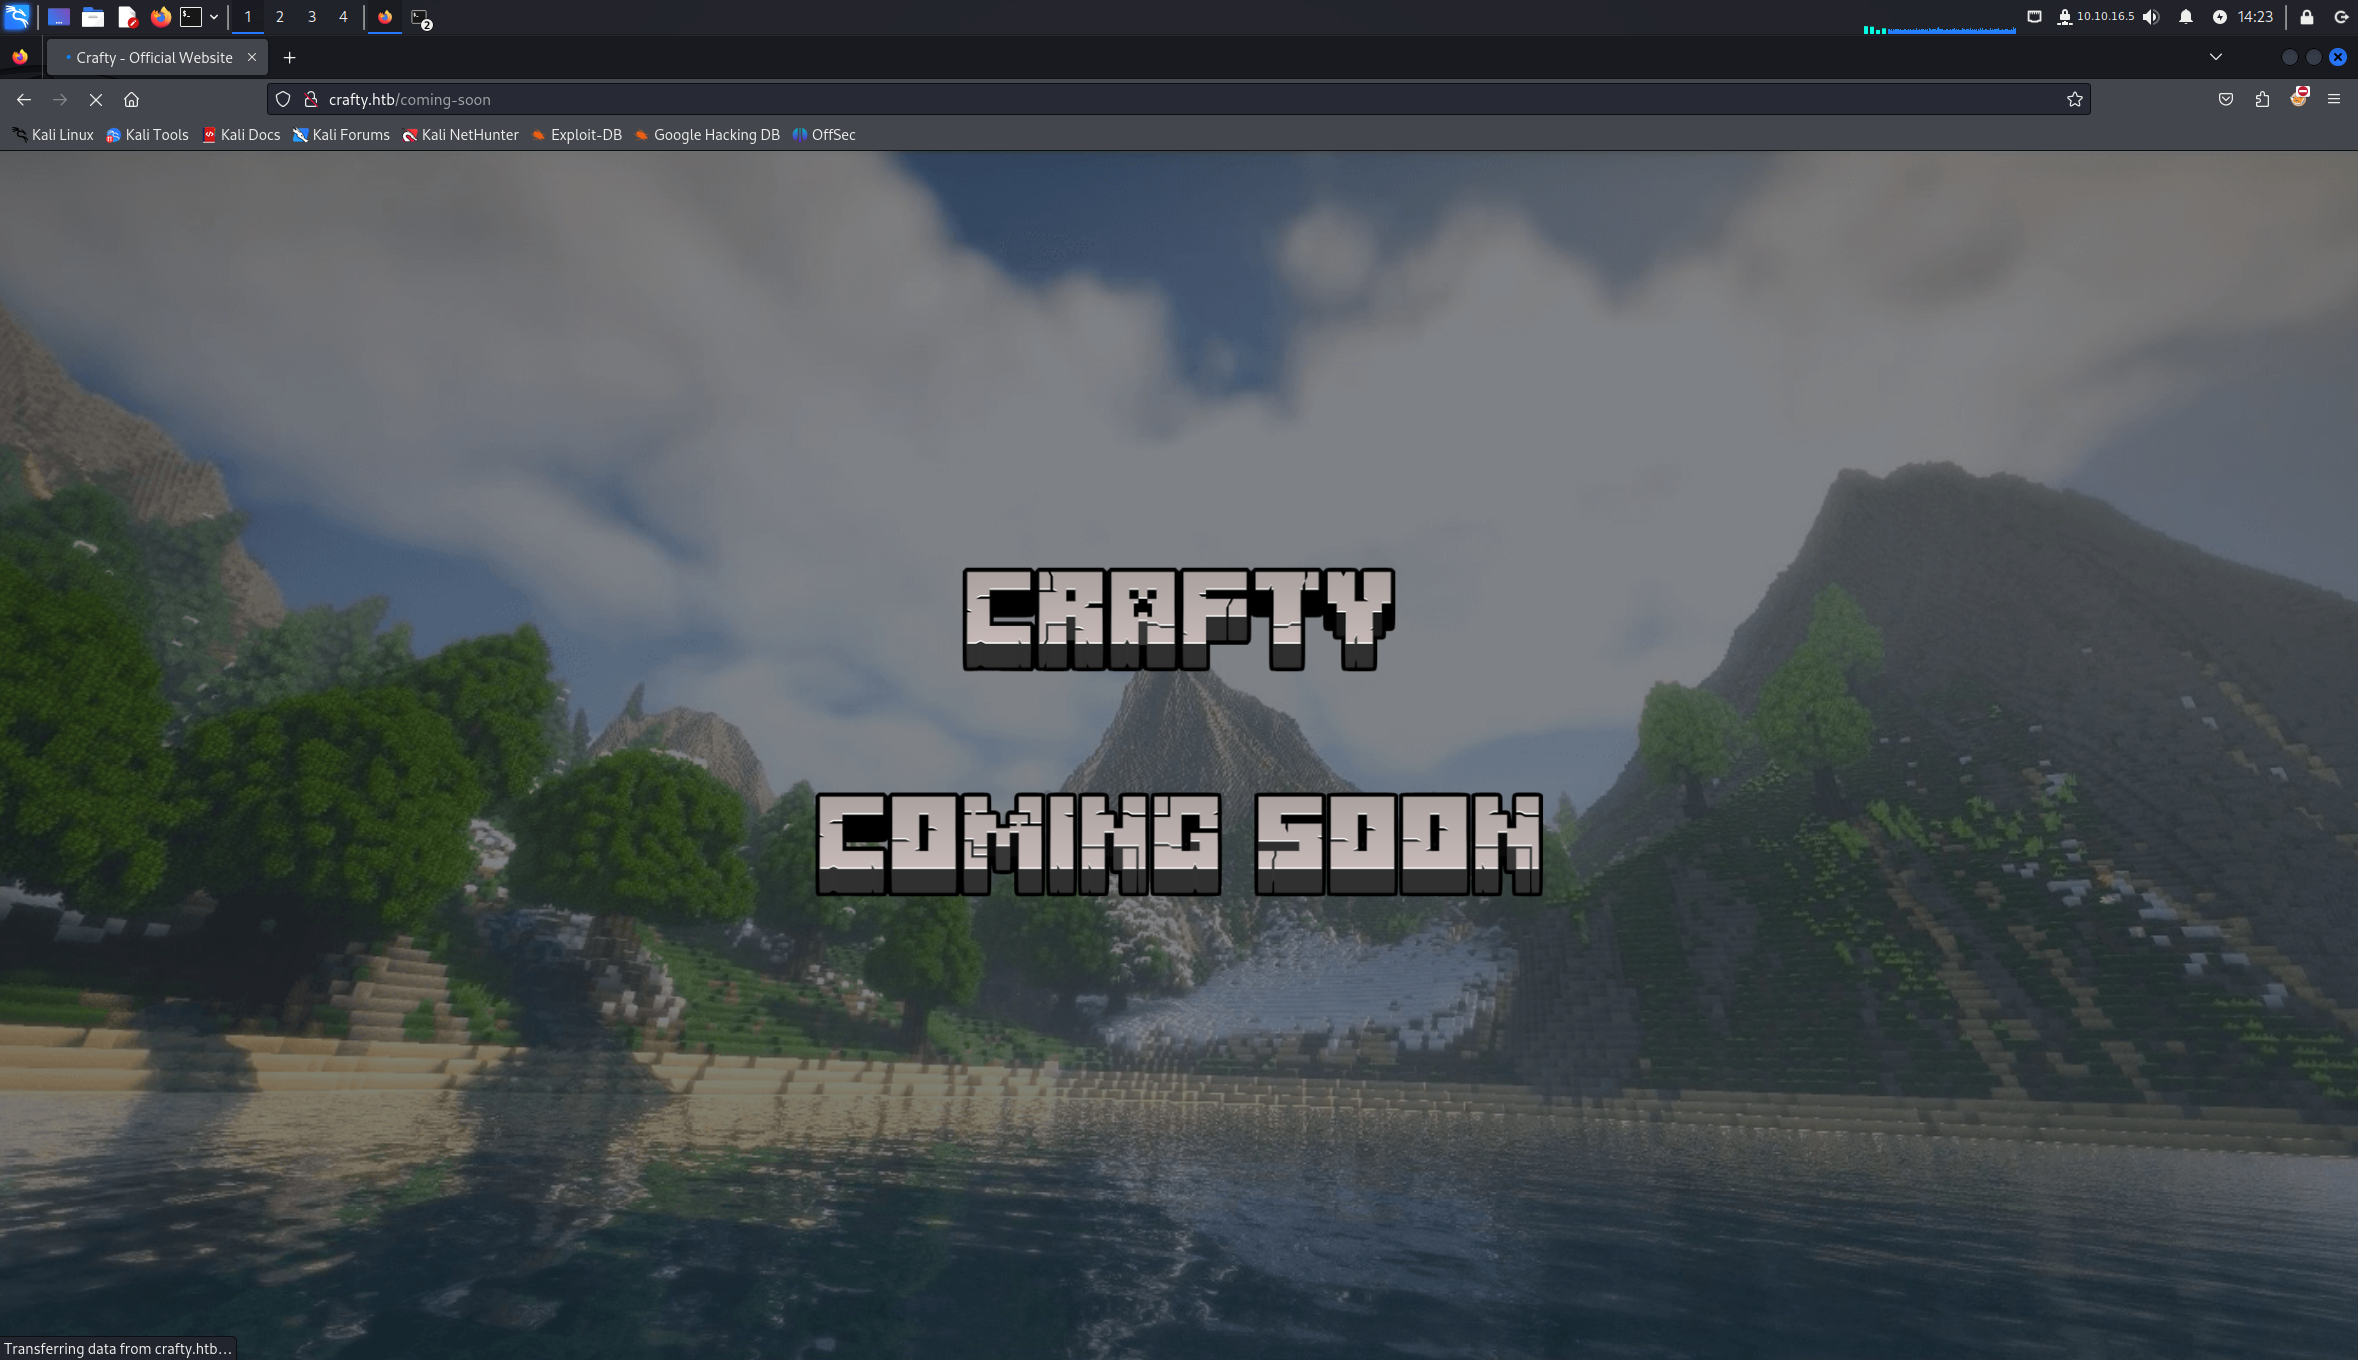 1 2 3 4 2 10.10.16.5 14:23
Crafty - Official Website
crafty.htb/coming-soon
Kali Linux Kali Tools Kali Docs Kali Forums Kali NetHunter Exploit-DB Google Hacking DB OffSec
CRAFTY
COMING SOON
Transferring data from crafty.htb…